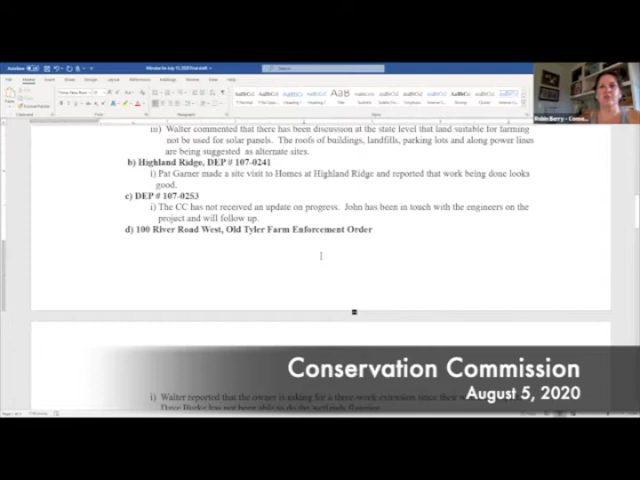 Minutes for July 15, 2020
Search
iii) Walter commented that there has been discussion at the state level that land suitable for farming
not be used for solar panels. The roofs of buildings, landfills, parking lots and along power lines
are being suggested as alternate sites.
b) Highland Ridge, DEP # 107-0241
i) Pat Garner made a site visit to Homes at Highland Ridge and reported that work being done looks
good.
c) DEP # 107-0253
i) The CC has not received an update on progress. John has been in touch with the engineers on the
project and will follow up.
d) 100 River Road West, Old Tyler Farm Enforcement Order
Conservation Commission
August 5, 2020
i) Walter reported that the owner is asking for a three-week extension since their